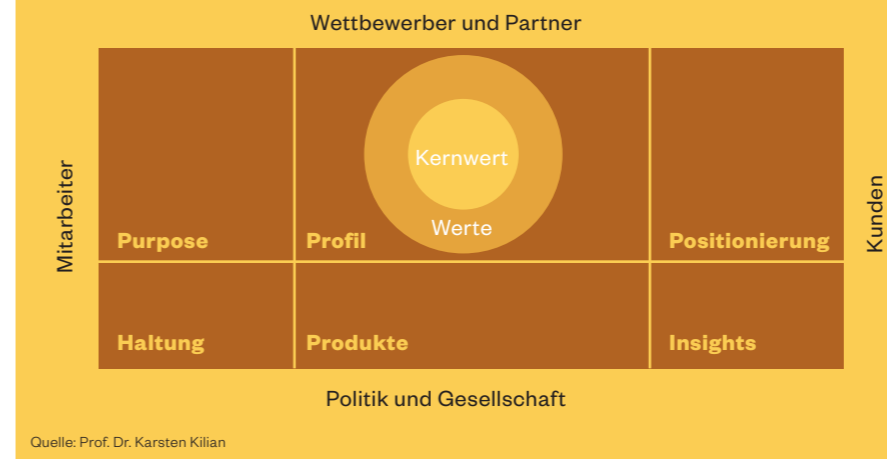 Wettbewerber und Partner
Mitarbeiter
Kernwert
Werte
Purpose
Profil
Positionierung
Kunden
Haltung
Produkte
Insights
Politik und Gesellschaft
Quelle: Prof. Dr. Karsten Kilian